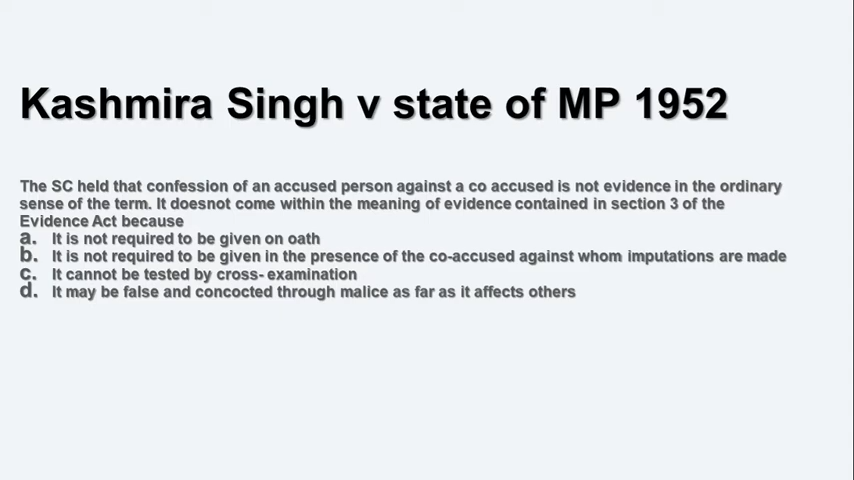 Kashmira Singh v state of MP 1952
The SC held that confession of an accused person against a co accused is not evidence in the ordinary
sense of the term. It doesnot come within the meaning of evidence contained in section 3 of the
Evidence Act because
a. It is not required to be given on oath
b. It is not required to be given in the presence of the co-accused against whom imputations are made
c. It cannot be tested by cross- examination
d. It may be false and concocted through malice as far as it affects others